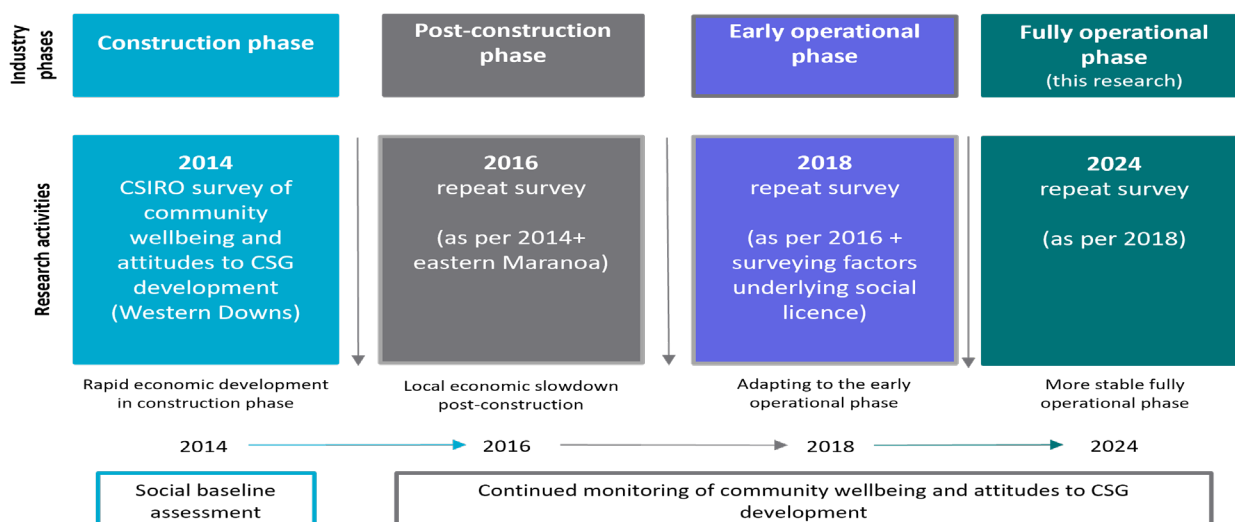 Industry
phases
Construction phase
Post-construction
phase
Early operational
phase
Fully operational
phase
(this research)
Research activities
2014
CSIRO survey of
community
wellbeing and
attitudes to CSG
development
(Western Downs)
2016
repeat survey
(as per 2014+
eastern Maranoa)
2018
repeat survey
(as per 2016 +
surveying factors
underlying social
licence)
2024
repeat survey
(as per 2018)
Rapid economic development
in construction phase
Local economic slowdown
post-construction
Adapting to the early
operational phase
More stable fully
operational phase
2014
2016
2018
2024
Social baseline
assessment
Continued monitoring of community wellbeing and attitudes to CSG
development